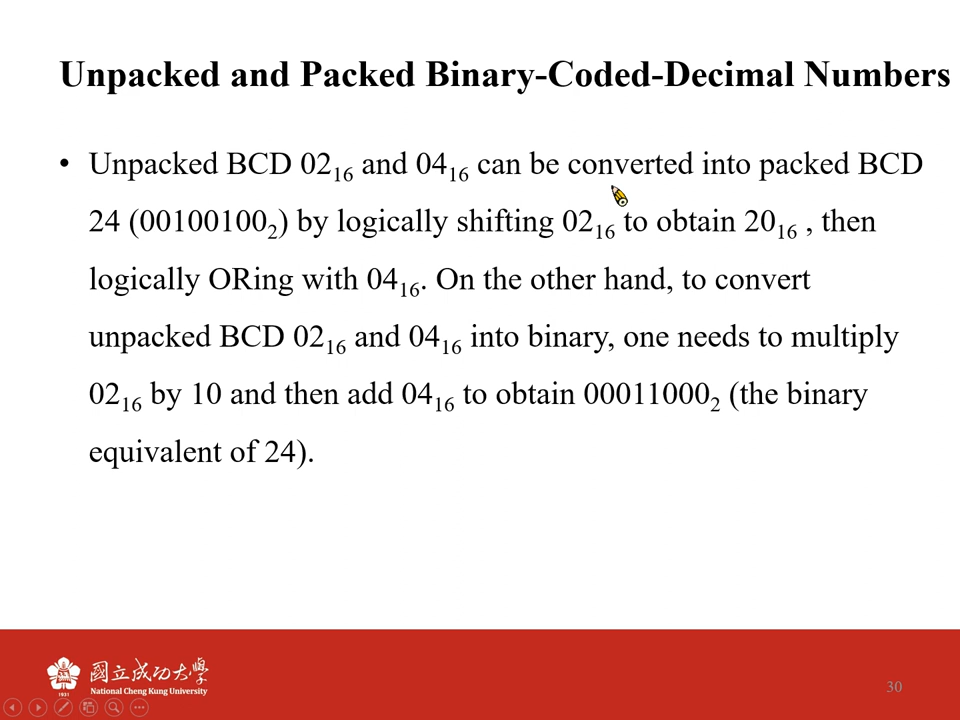 Unpacked and Packed Binary-Coded-Decimal Numbers
• Unpacked BCD 02₁₆ and 04₁₆ can be converted into packed BCD
24 (00100100₂) by logically shifting 02₁₆ to obtain 20₁₆ , then
logically ORing with 04₁₆. On the other hand, to convert
unpacked BCD 02₁₆ and 04₁₆ into binary, one needs to multiply
02₁₆ by 10 and then add 04₁₆ to obtain 00011000₂ (the binary
equivalent of 24).
國立成功大學
National Cheng Kung University
1931
30